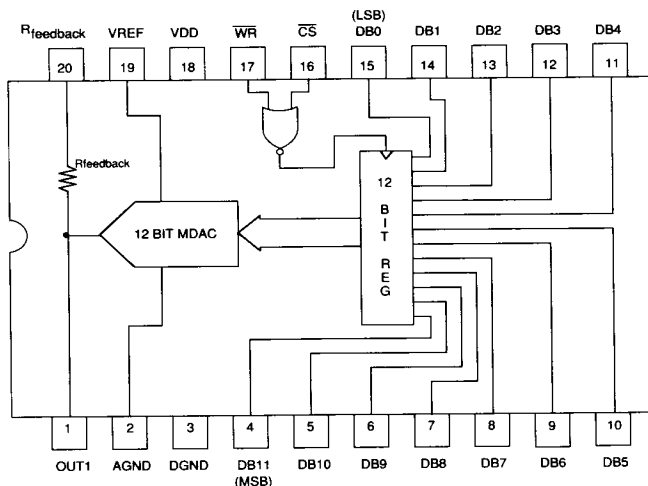 (LSB)
Rfeedback VREF VDD WR CS DB0 DB1 DB2 DB3 DB4
20 19 18 17 16 15 14 13 12 11
Rfeedback
12 BIT MDAC
12
B
I
T
R
E
G
1 2 3 4 5 6 7 8 9 10
OUT1 AGND DGND DB11 DB10 DB9 DB8 DB7 DB6 DB5
(MSB)